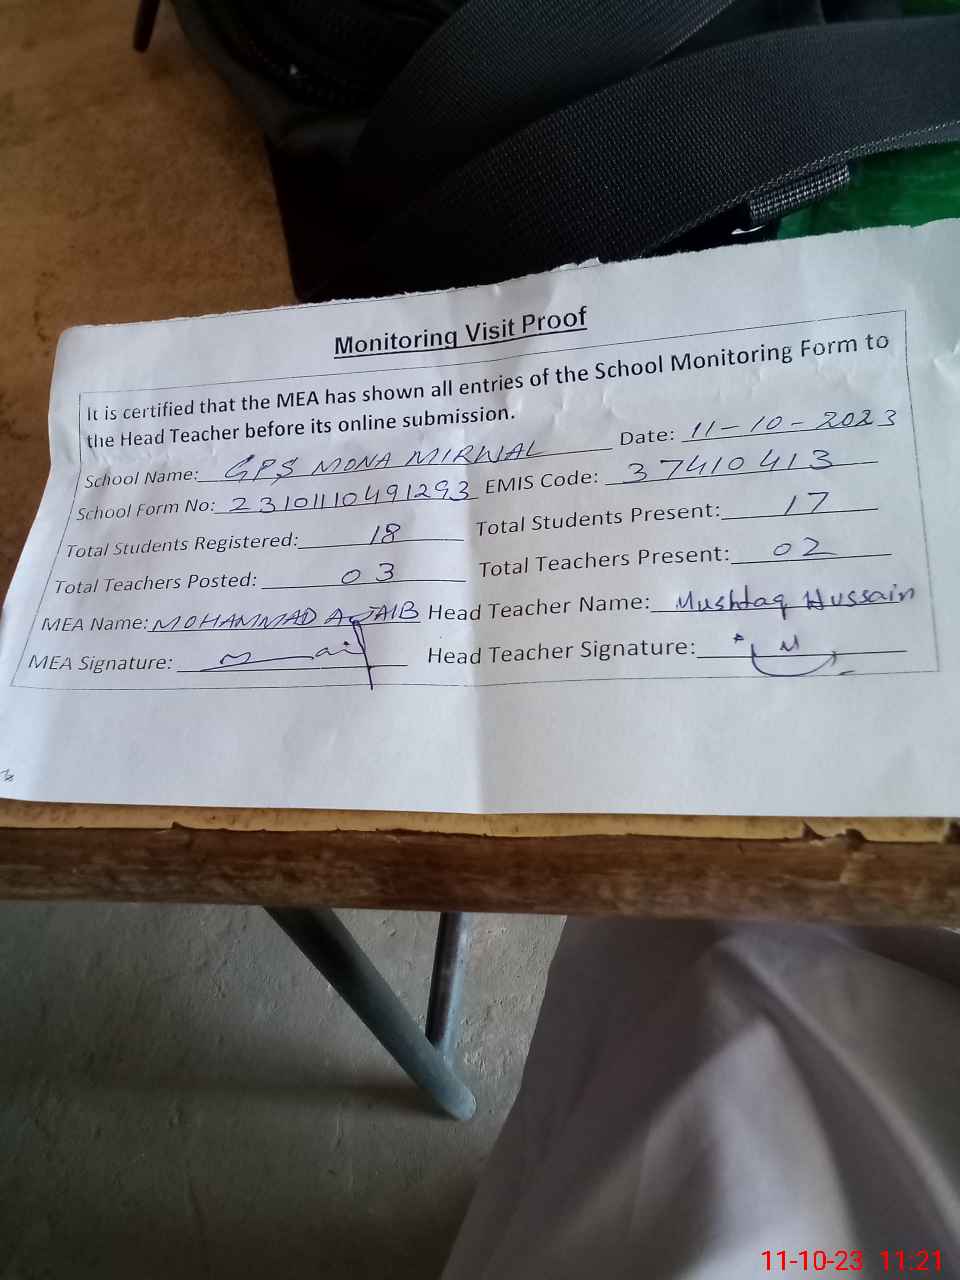 Monitoring Visit Proof
It is certified that the MEA has shown all entries of the School Monitoring Form to
the Head Teacher before its online submission.
School Name: GPS MONA MIRWAL Date: 11-10-2023
School Form No: 2310110491293 EMIS Code: 37410413
Total Students Registered: 18 Total Students Present: 17
Total Teachers Posted: 03 Total Teachers Present: 02
MEA Name: MOHAMMAD AJAIB Head Teacher Name: Mushtaq Hussain
MEA Signature: Head Teacher Signature:
11-10-23 11:21